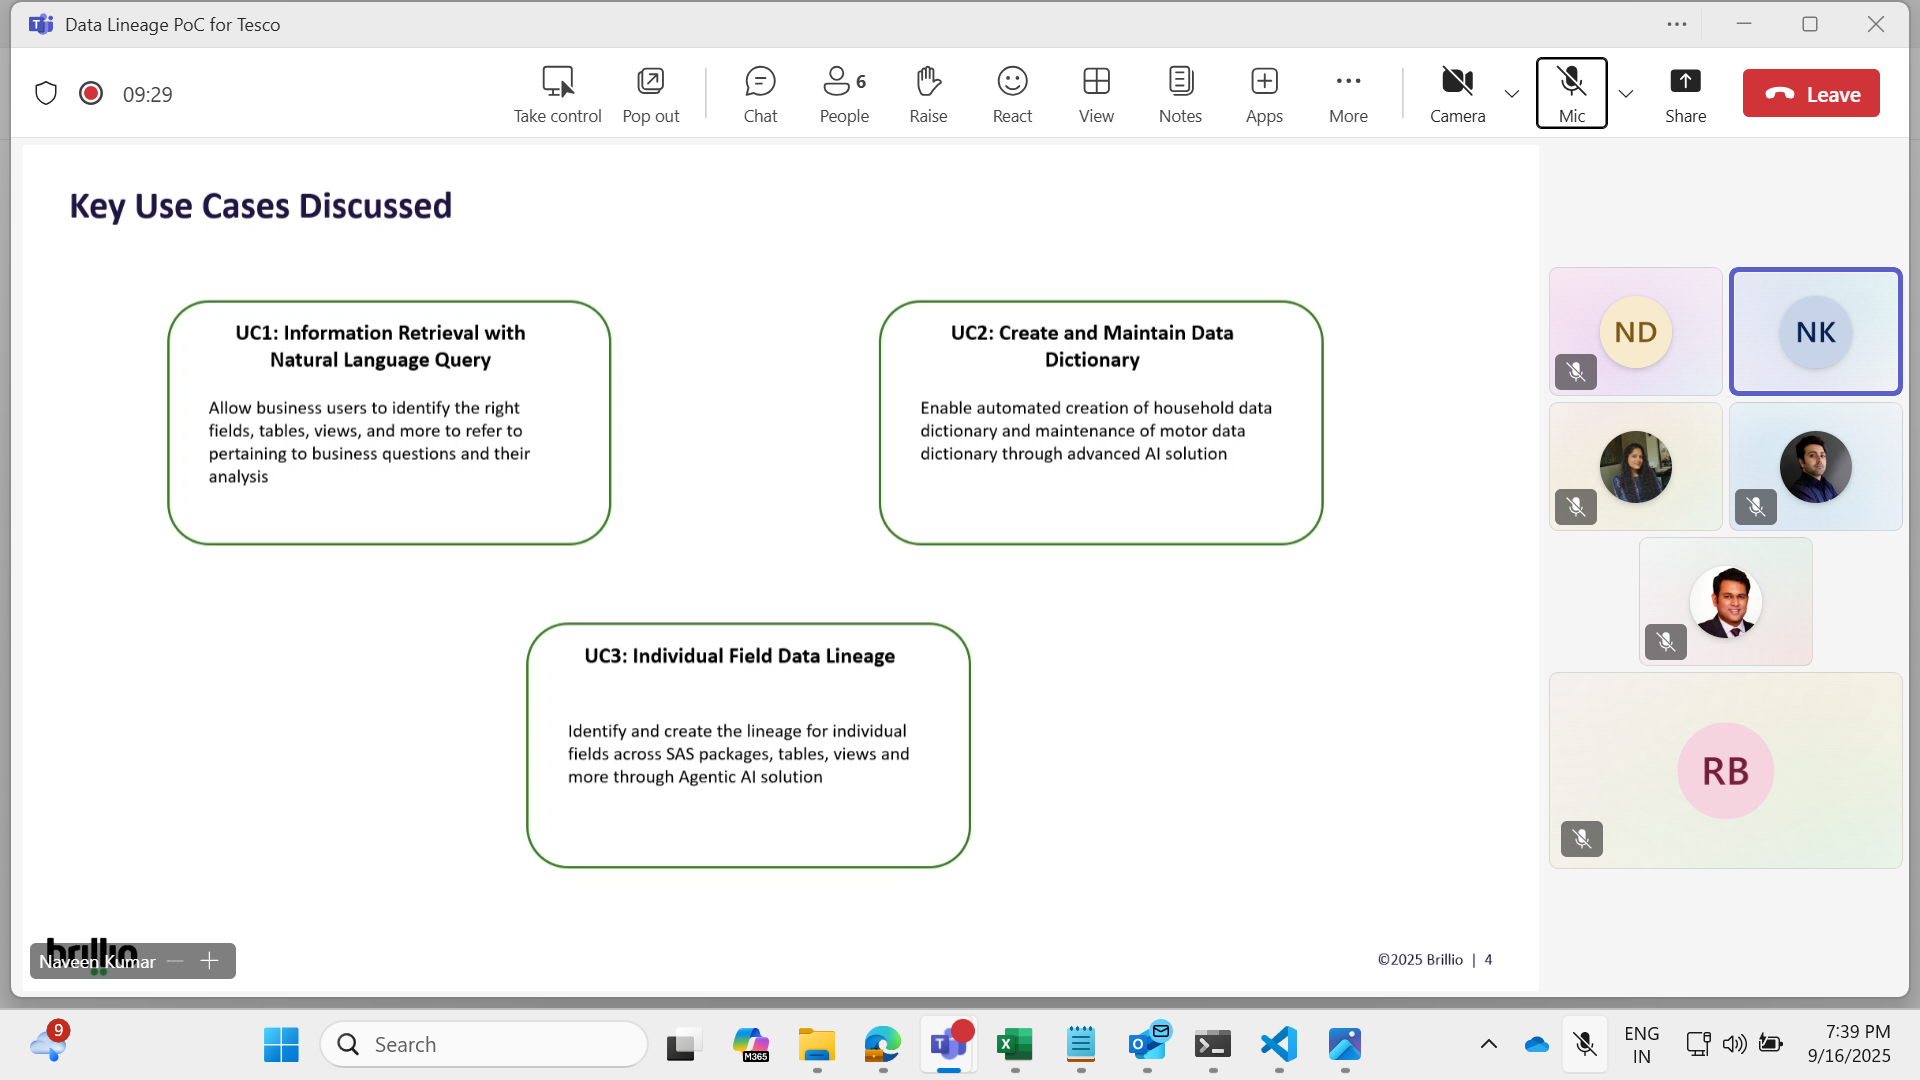 Data Lineage PoC for Tesco
09:29
Take control
Pop out
6
Chat
People
Raise
React
View
Notes
Apps
More
Camera
Mic
Share
Leave
Key Use Cases Discussed
UC1: Information Retrieval with
Natural Language Query
Allow business users to identify the right
fields, tables, views, and more to refer to
pertaining to business questions and their
analysis
UC2: Create and Maintain Data
Dictionary
Enable automated creation of household data
dictionary and maintenance of motor data
dictionary through advanced AI solution
UC3: Individual Field Data Lineage
Identify and create the lineage for individual
fields across SAS packages, tables, views and
more through Agentic AI solution
ND
NK
RB
brillio
Naveen Kumar
©2025 Brillio | 4
9
Search
M365
ENG
IN
7:39 PM
9/16/2025